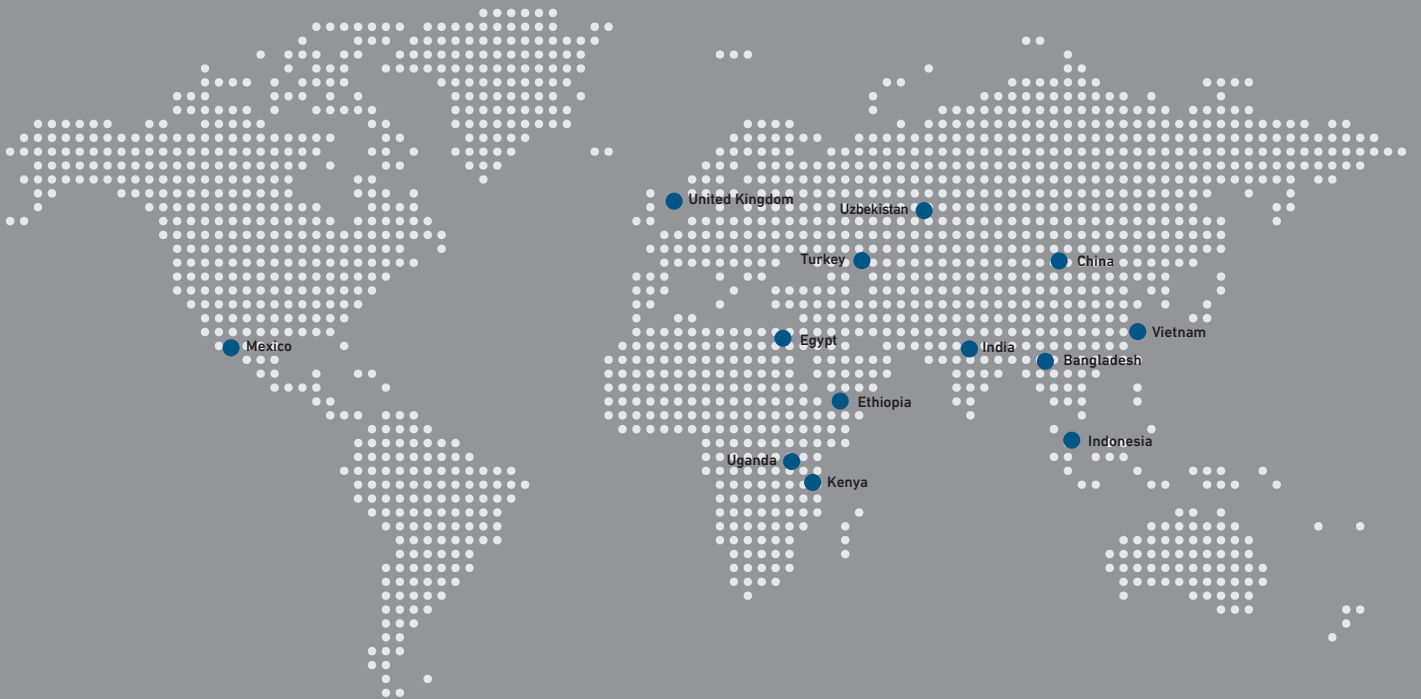 United Kingdom
Uzbekistan
Turkey
China
Vietnam
Egypt
Mexico
India
Bangladesh
Ethiopia
Indonesia
Uganda
Kenya